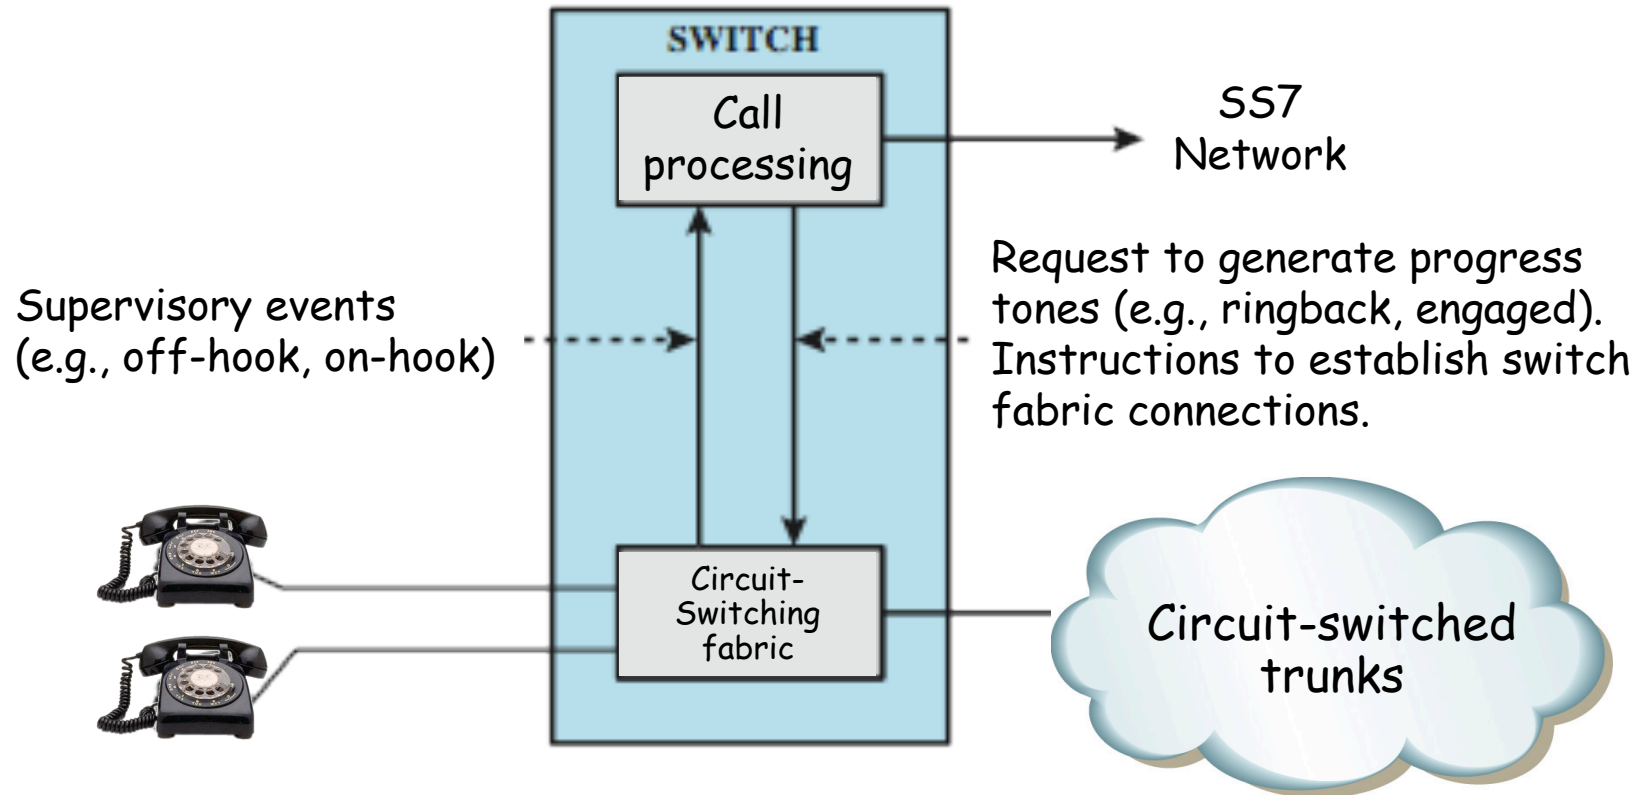 SWITCH
Call
processing
SS7
Network
Supervisory events
(e.g., off-hook, on-hook)
Request to generate progress
tones (e.g., ringback, engaged).
Instructions to establish switch
fabric connections.
Circuit-
Switching
fabric
Circuit-switched
trunks